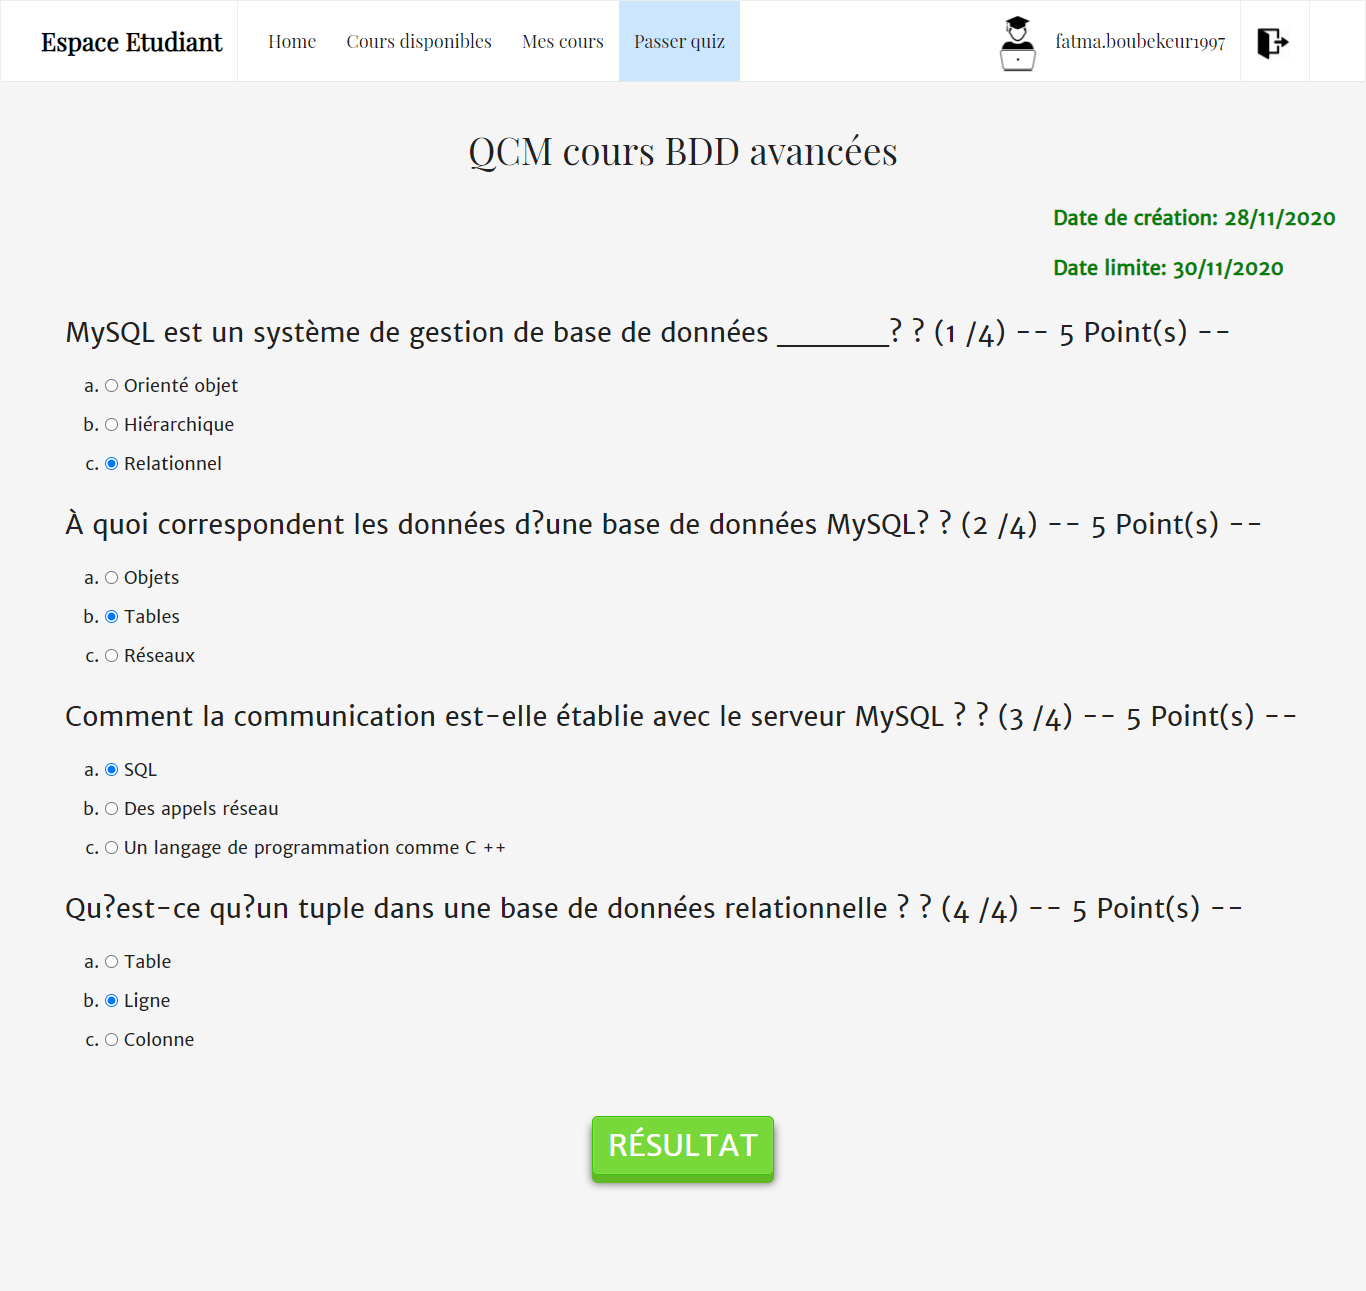 Espace Etudiant Home Cours disponibles Mes cours Passer quiz fatma.boubekeur1997
QCM cours BDD avancées
Date de création: 28/11/2020
Date limite: 30/11/2020
MySQL est un système de gestion de base de données ________? ? (1 /4) -- 5 Point(s) --
a. Orienté objet
b. Hiérarchique
c. Relationnel
À quoi correspondent les données d?une base de données MySQL? ? (2 /4) -- 5 Point(s) --
a. Objets
b. Tables
c. Réseaux
Comment la communication est-elle établie avec le serveur MySQL ? ? (3 /4) -- 5 Point(s) --
a. SQL
b. Des appels réseau
c. Un langage de programmation comme C ++
Qu?est-ce qu?un tuple dans une base de données relationnelle ? ? (4 /4) -- 5 Point(s) --
a. Table
b. Ligne
c. Colonne
RÉSULTAT